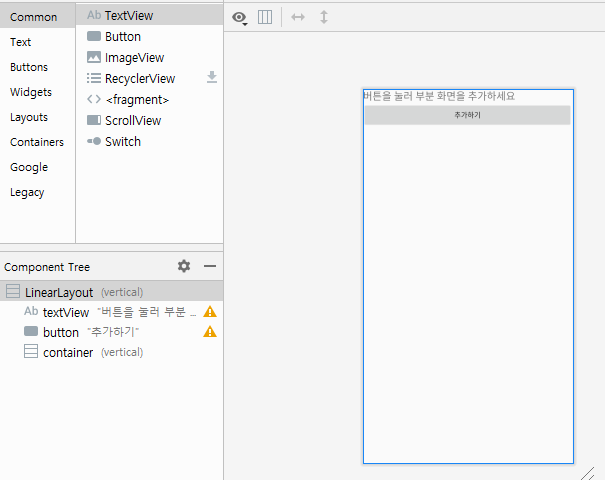 Common
Text
Buttons
Widgets
Layouts
Containers
Google
Legacy
Ab TextView
Button
ImageView
RecyclerView
<fragment>
ScrollView
Switch
버튼을 눌러 부분 화면을 추가하세요
추가하기
Component Tree
LinearLayout (vertical)
Ab textView "버튼을 눌러 부분 ...
button "추가하기"
container (vertical)